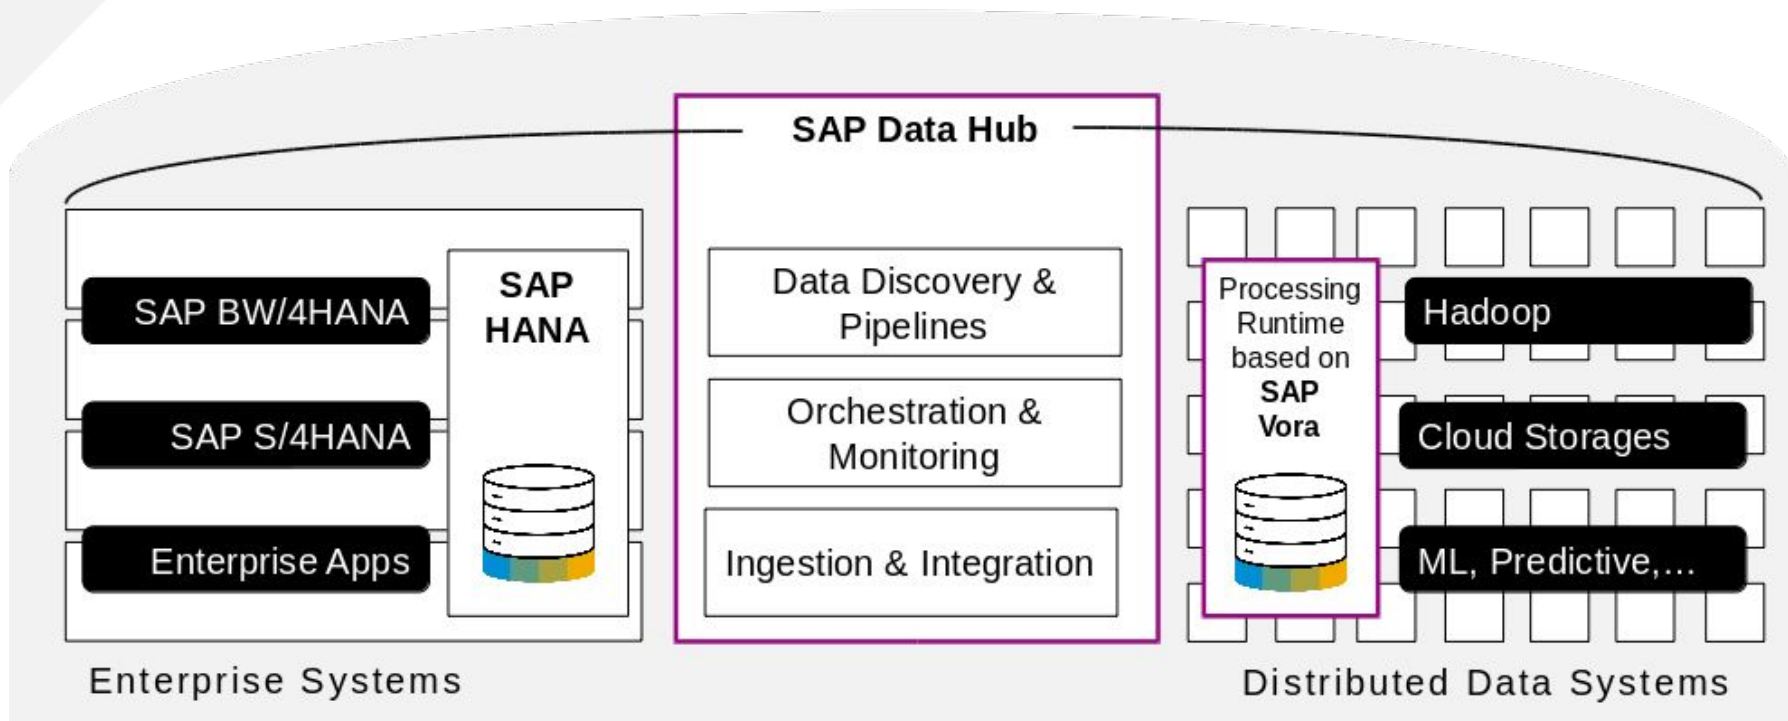 SAP Data Hub
SAP BW/4HANA
SAP S/4HANA
Enterprise Apps
SAP
HANA
Enterprise Systems
Data Discovery &
Pipelines
Orchestration &
Monitoring
Ingestion & Integration
Processing
Runtime
based on
SAP
Vora
Hadoop
Cloud Storages
ML, Predictive,...
Distributed Data Systems